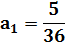 a₁ = 5/36